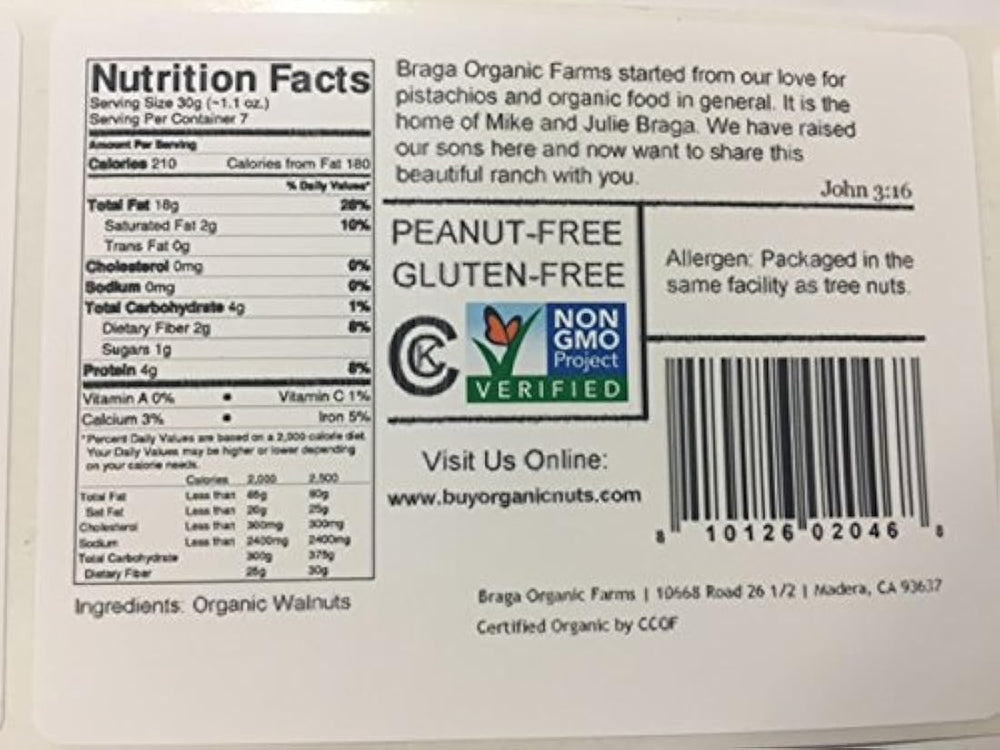 Nutrition Facts
Serving Size 30g (~1.1 oz.)
Serving Per Container 7
Amount Per Serving
Calories 210 Calories from Fat 180
% Daily Values*
Total Fat 18g 28%
Saturated Fat 2g 10%
Trans Fat 0g
Cholesterol 0mg 0%
Sodium 0mg 0%
Total Carbohydrate 4g 1%
Dietary Fiber 2g 8%
Sugars 1g
Protein 4g 8%
Vitamin A 0% • Vitamin C 1%
Calcium 3% • Iron 5%
*Percent Daily Values are based on a 2,000 calorie diet.
Your Daily Values may be higher or lower depending
on your calorie needs.
Calories 2,000 2,500
Total Fat Less than 65g 80g
Sat Fat Less than 20g 25g
Cholesterol Less than 300mg 300mg
Sodium Less than 2400mg 2400mg
Total Carbohydrate 300g 375g
Dietary Fiber 25g 30g
Ingredients: Organic Walnuts
Braga Organic Farms started from our love for
pistachios and organic food in general. It is the
home of Mike and Julie Braga. We have raised
our sons here and now want to share this
beautiful ranch with you.
John 3:16
PEANUT-FREE
GLUTEN-FREE
K
NON
GMO
Project
VERIFIED
Allergen: Packaged in the
same facility as tree nuts.
Visit Us Online:
www.buyorganicnuts.com
8 10126 02046 8
Braga Organic Farms | 10568 Road 26 1/2 | Madera, CA 93637
Certified Organic by CCOF